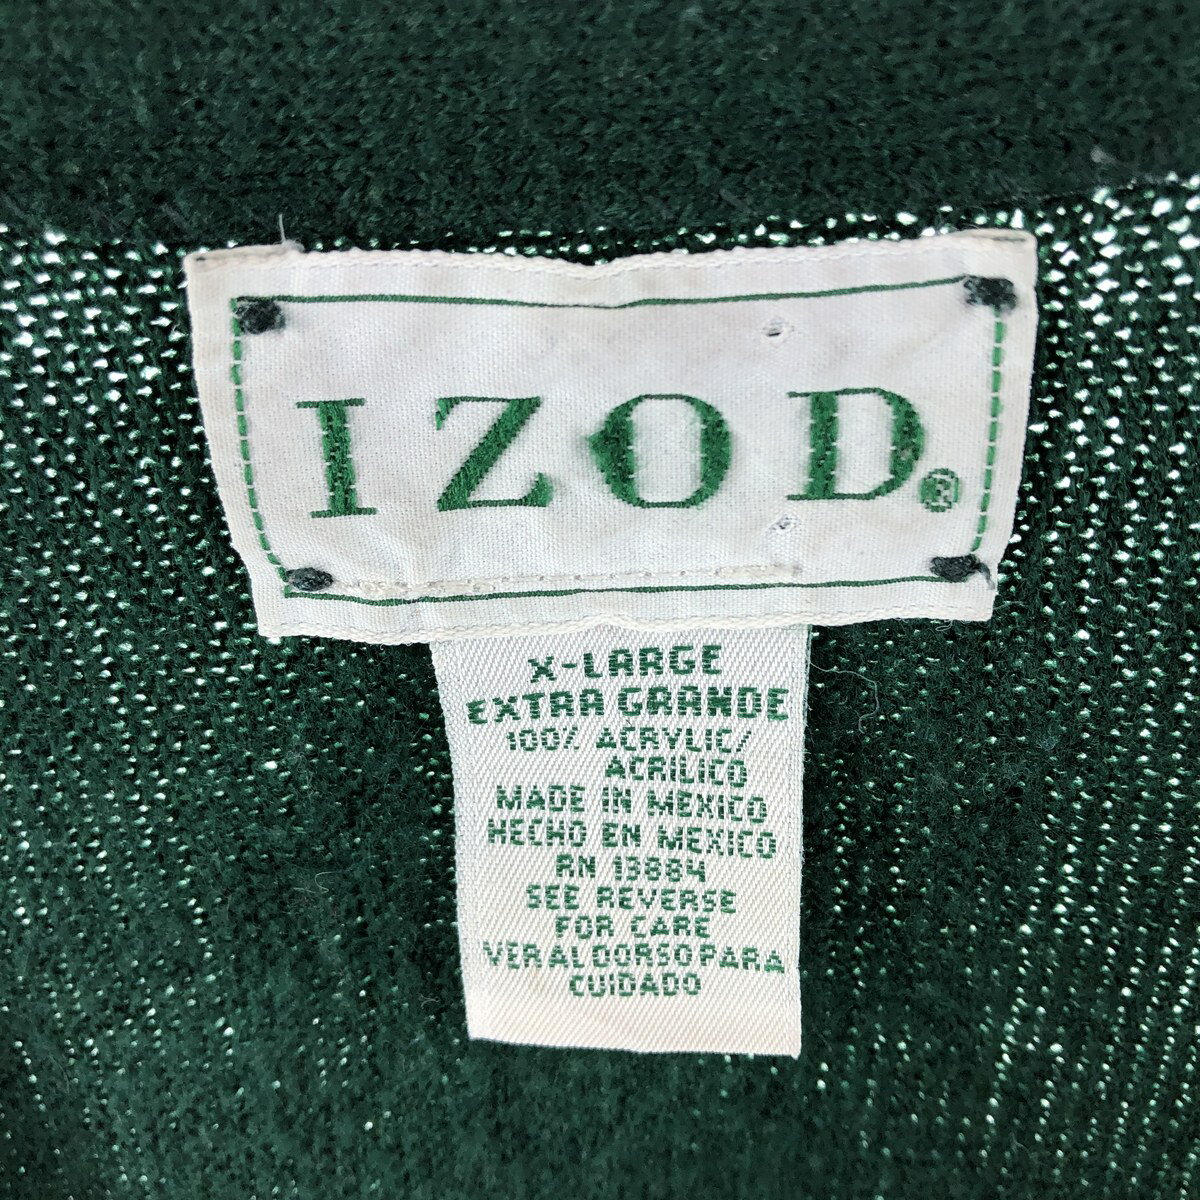 IZOD®
X-LARGE
EXTRA GRANDE
100% ACRYLIC/
ACRILICO
MADE IN MEXICO
HECHO EN MEXICO
RN 13884
SEE REVERSE
FOR CARE
VER AL DORSO PARA
CUIDADO